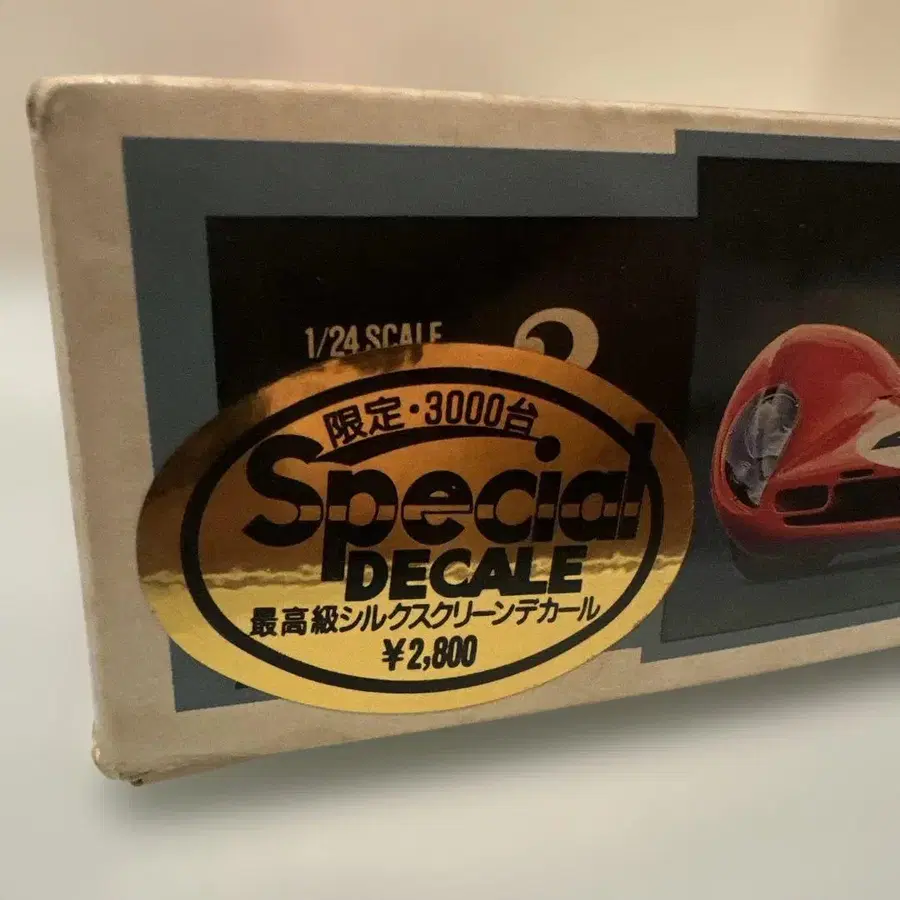 1/24 SCALE
限定・3000台
Special
DECALE
最高級シルクスクリーンデカール
¥2,800